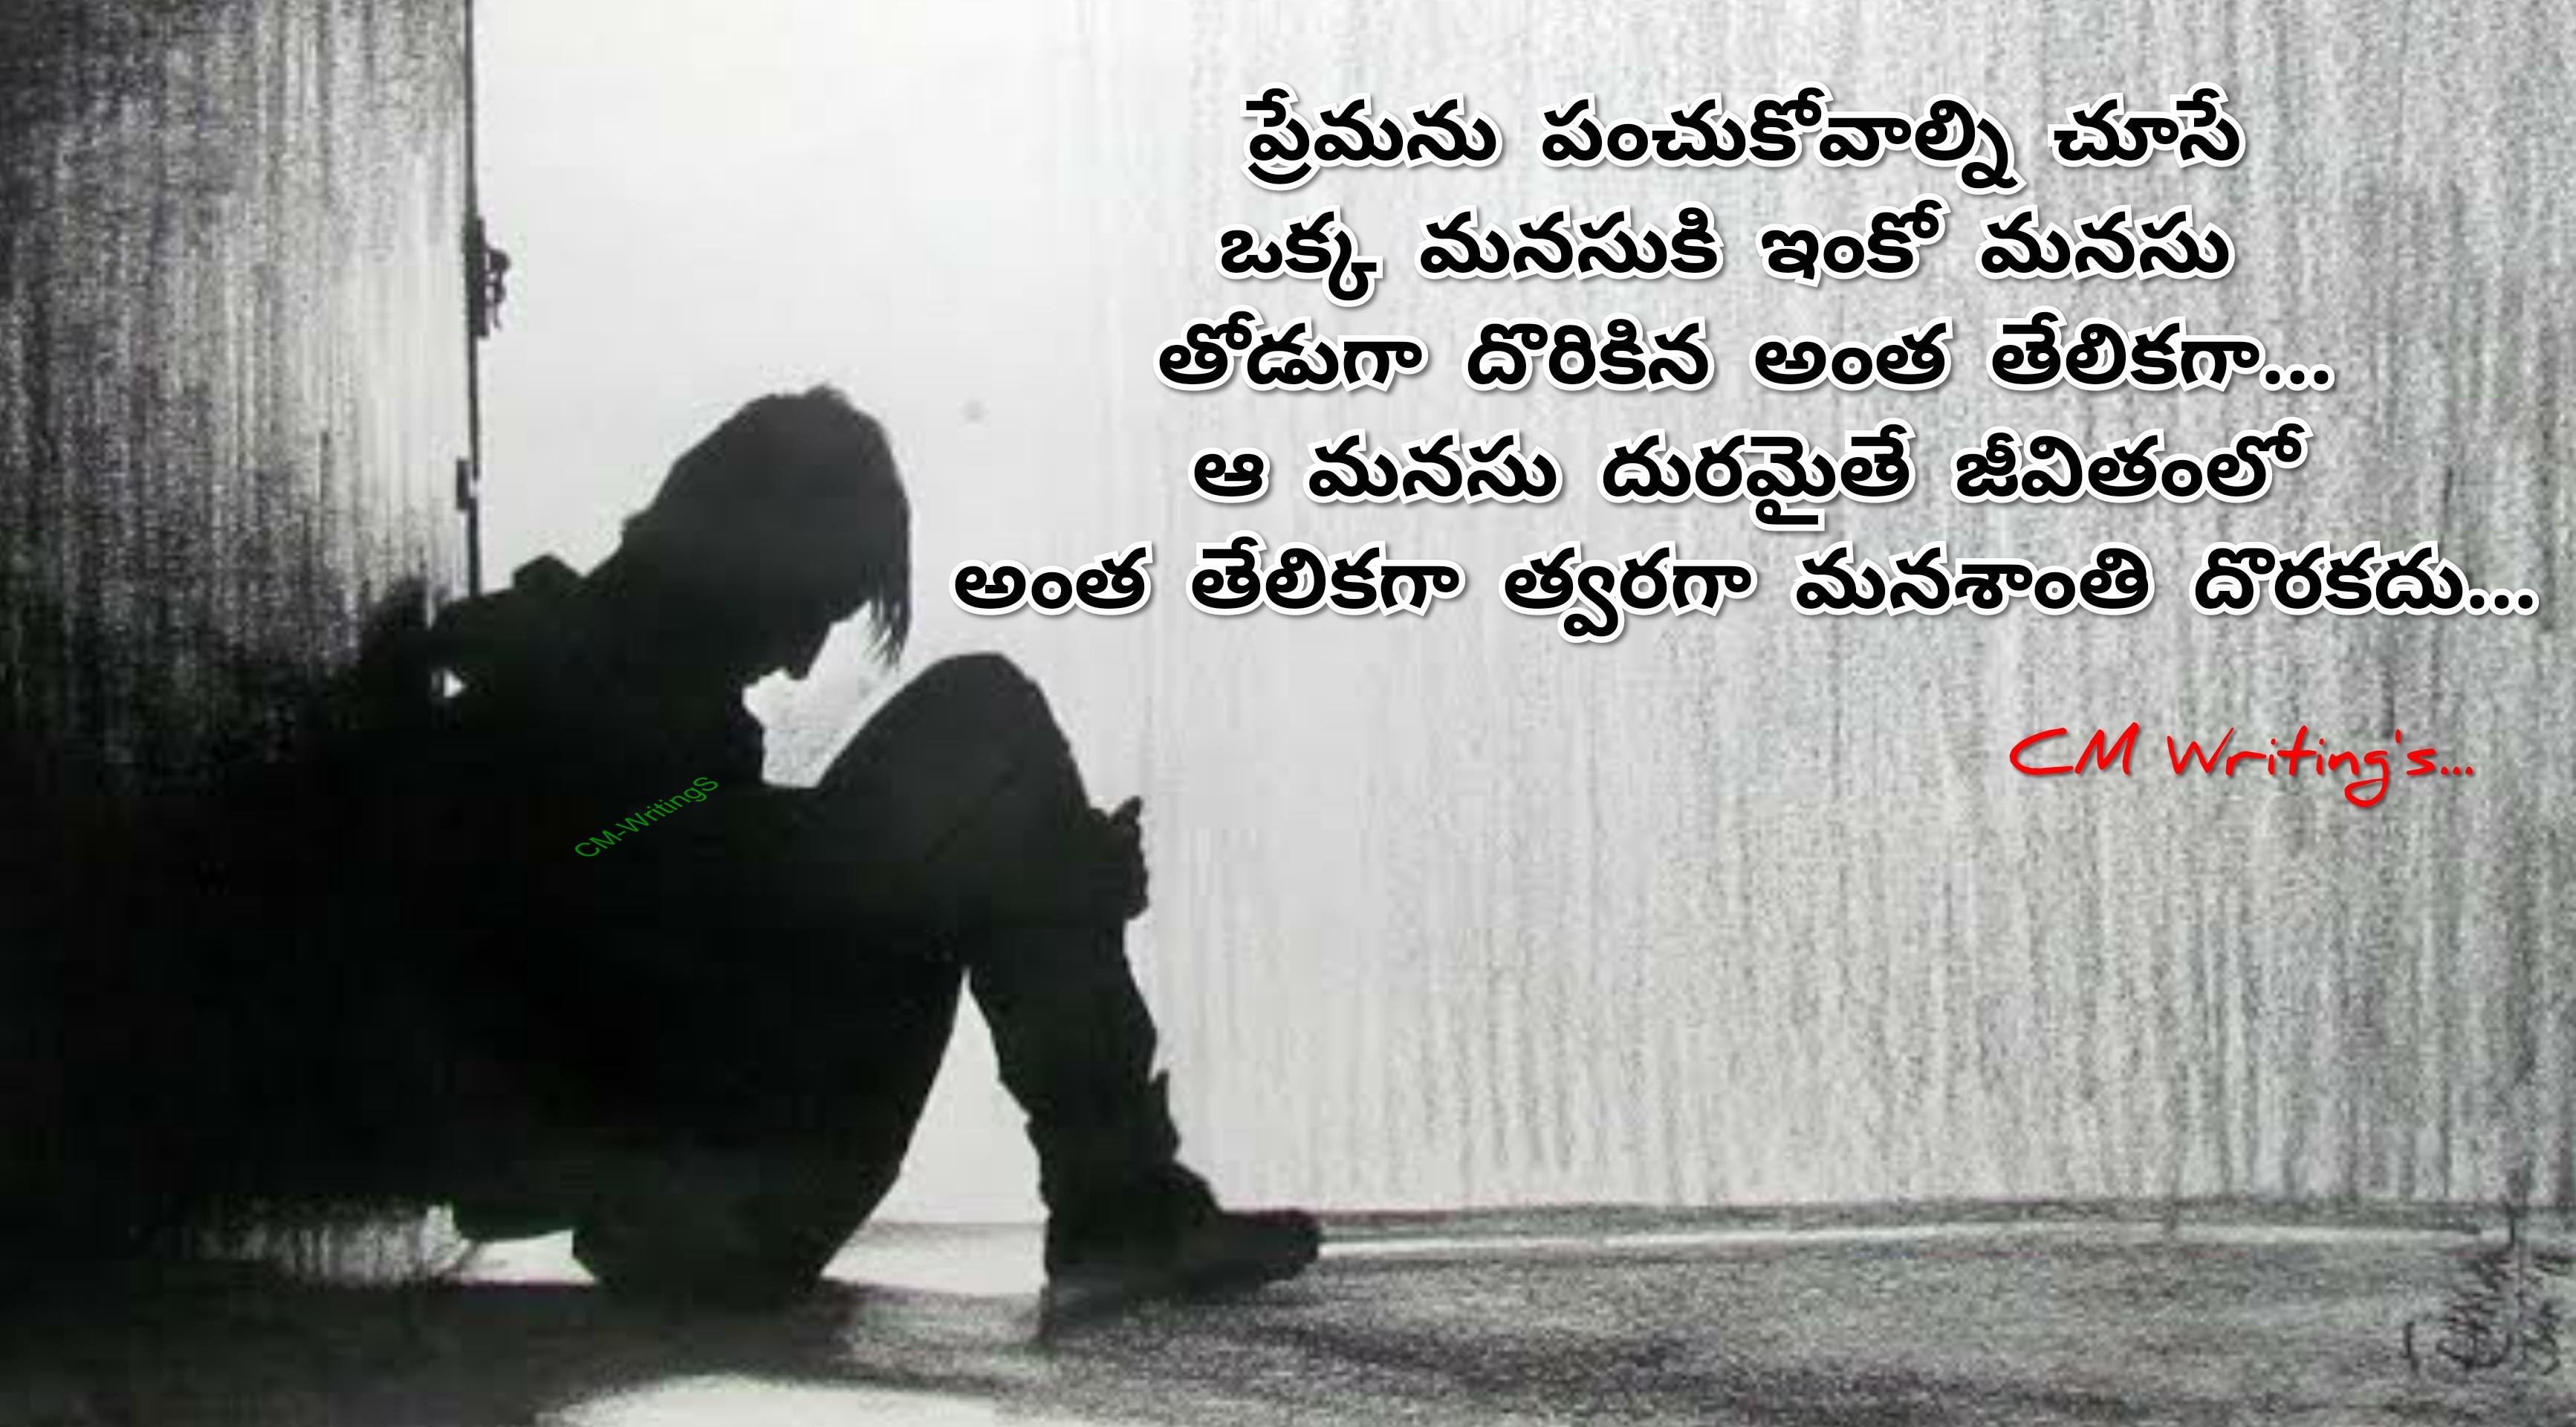 ప్రేమను పంచుకోవాల్ని చూసే
ఒక్క మనసుకి ఇంకో మనసు
తోడుగా దొరికిన అంత తేలికగా...
ఆ మనసు దురమైతే జీవితంలో
అంత తేలికగా త్వరగా మనశాంతి దొరకదు...
CM Writing's...
CM-WritingS